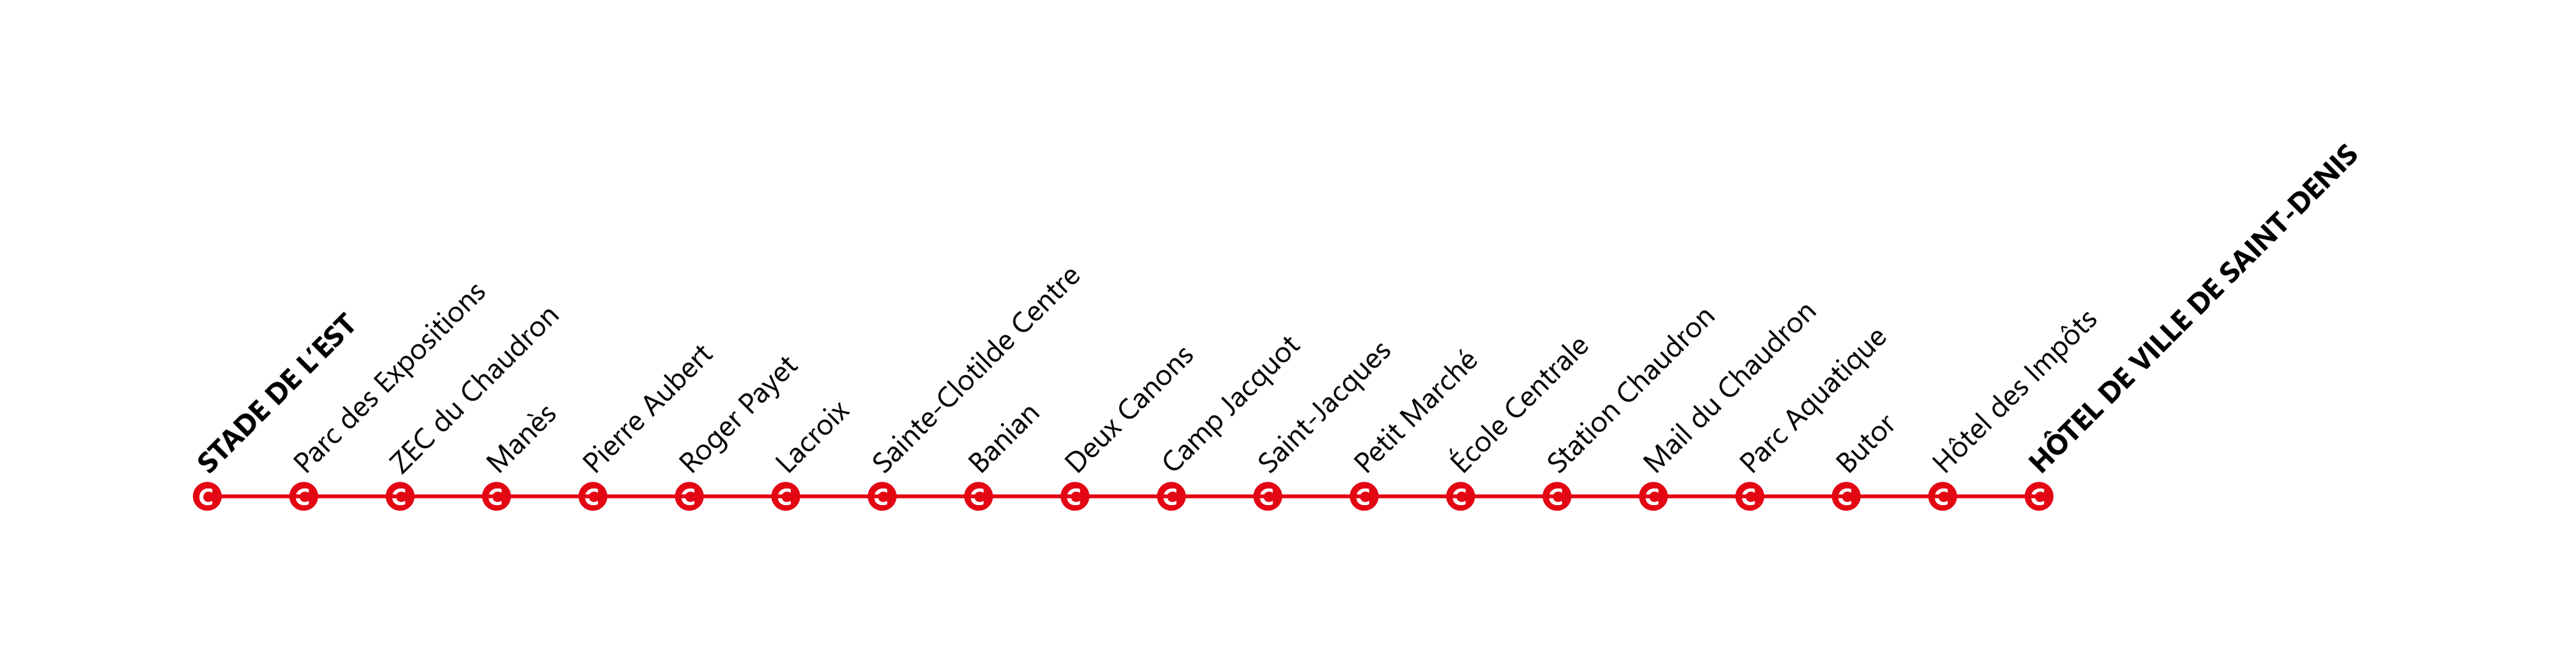 STADE DE L'EST
Parc des Expositions
ZEC du Chaudron
Manès
Pierre Aubert
Roger Payet
Lacroix
Sainte-Clotilde Centre
Banian
Deux Canons
Camp Jacquot
Saint-Jacques
Petit Marché
École Centrale
Station Chaudron
Mail du Chaudron
Parc Aquatique
Butor
Hôtel des Impôts
HÔTEL DE VILLE DE SAINT-DENIS
C C C C C C C C C C C C C C C C C C C C